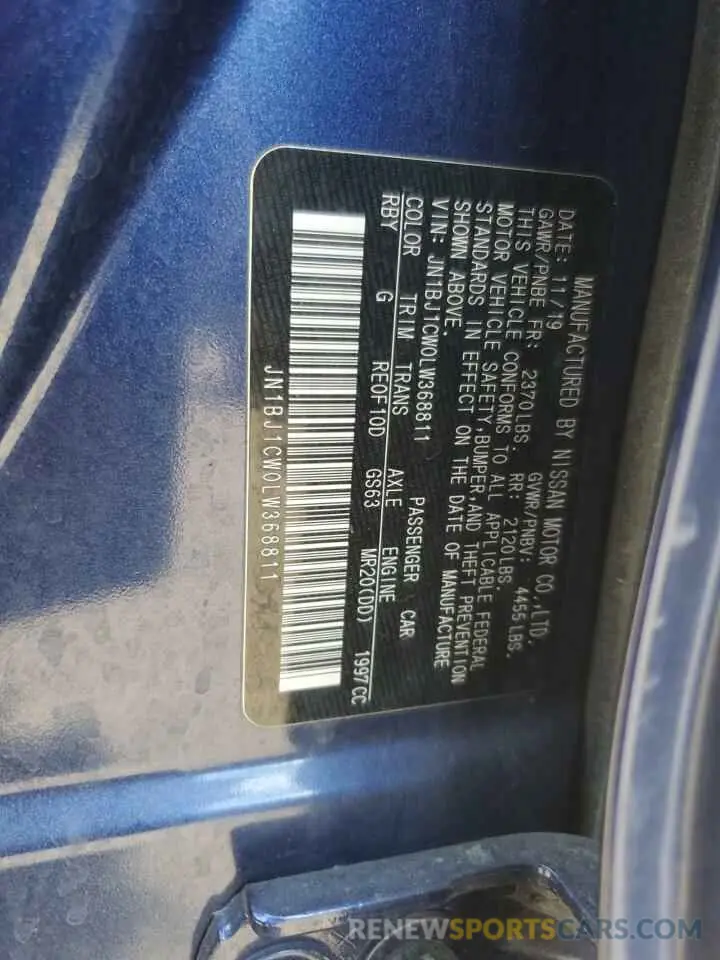 MANUFACTURED BY NISSAN MOTOR CO.,LTD.
DATE: 11/19 GVWR/PNBV: 4455 LBS.
GAWR/PNBE FR: 2370LBS. RR: 2120LBS.
THIS VEHICLE CONFORMS TO ALL APPLICABLE FEDERAL
MOTOR VEHICLE SAFETY,BUMPER,AND THEFT PREVENTION
STANDARDS IN EFFECT ON THE DATE OF MANUFACTURE
SHOWN ABOVE.
VIN: JN1BJ1CW0LW368811 PASSENGER CAR
COLOR TRIM TRANS AXLE ENGINE
RBY G RE0F10D GS63 MR20(DD) 1997CC
JN1BJ1CW0LW368811
RENEWSPORTSCARS.COM